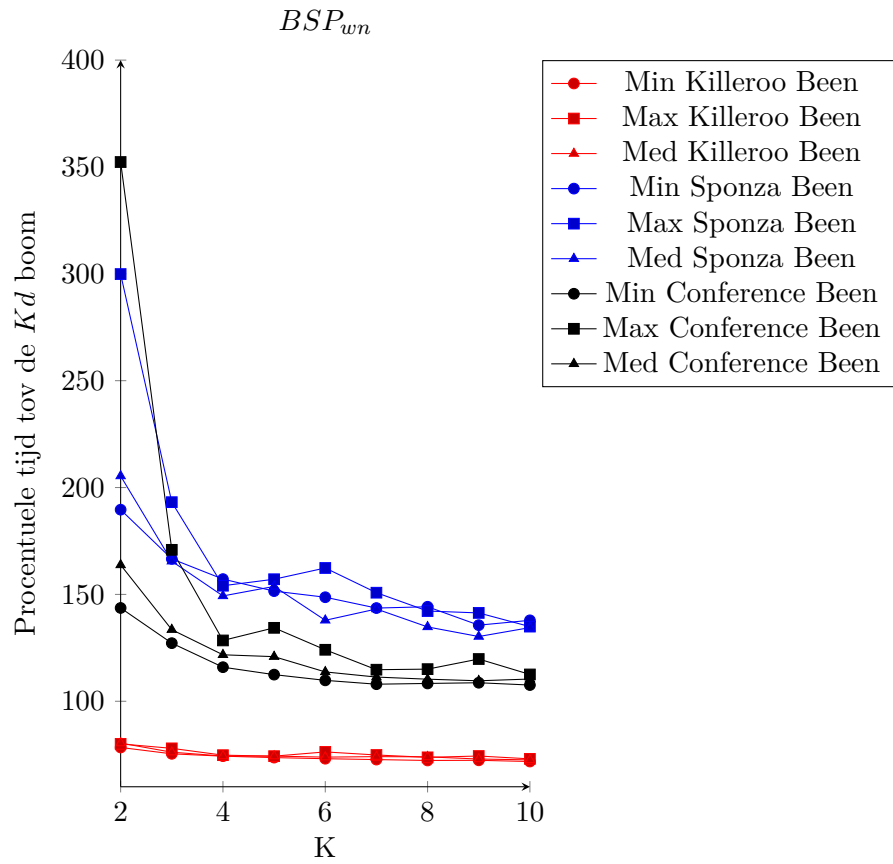 BSP_wn
400
350
300
250
200
150
100
2
4
6
8
10
K
Procentuele tijd tov de Kd boom
Min Killeroo Been
Max Killeroo Been
Med Killeroo Been
Min Sponza Been
Max Sponza Been
Med Sponza Been
Min Conference Been
Max Conference Been
Med Conference Been